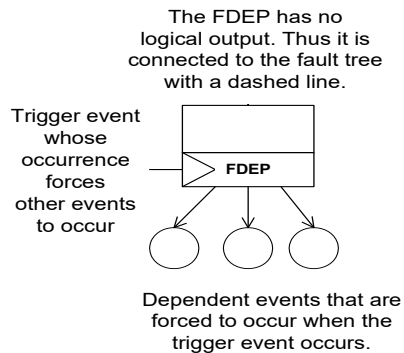 The FDEP has no
logical output. Thus it is
connected to the fault tree
with a dashed line.
Trigger event
whose
occurrence
forces
other events
to occur
FDEP
Dependent events that are
forced to occur when the
trigger event occurs.